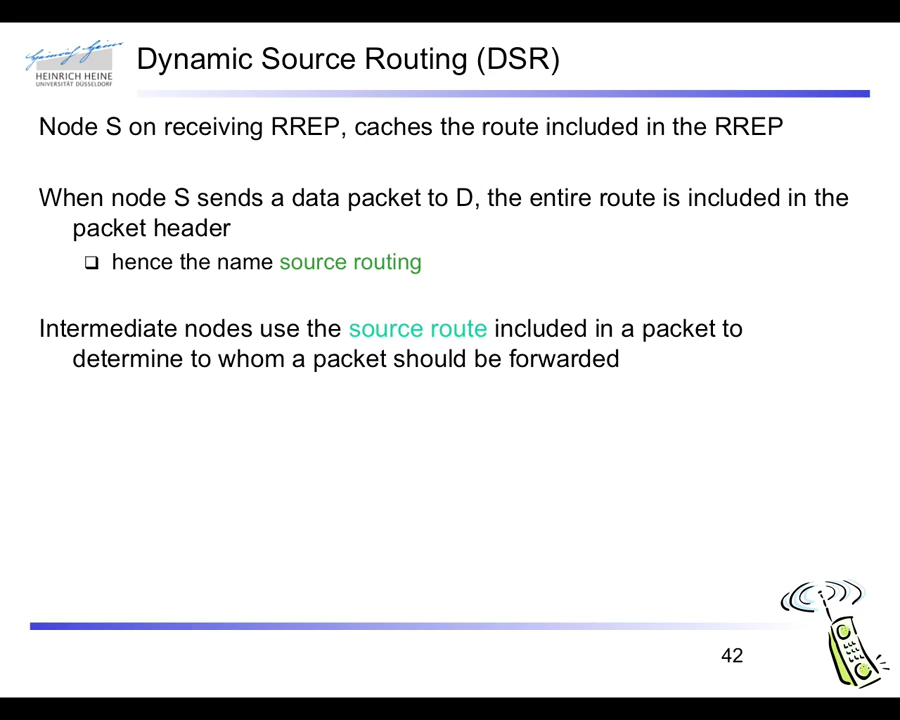 Heinrich Heine
HEINRICH HEINE
UNIVERSITÄT DÜSSELDORF
Dynamic Source Routing (DSR)
Node S on receiving RREP, caches the route included in the RREP
When node S sends a data packet to D, the entire route is included in the
packet header
❑ hence the name source routing
Intermediate nodes use the source route included in a packet to
determine to whom a packet should be forwarded
42